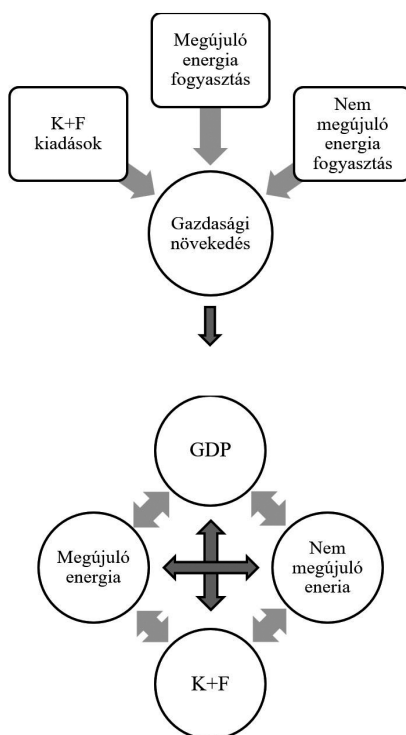 Megújuló
energia
fogyasztás
K+F
kiadások
Nem
megújuló
energia
fogyasztás
Gazdasági
növekedés
GDP
Megújuló
energia
Nem
megújuló
eneria
K+F